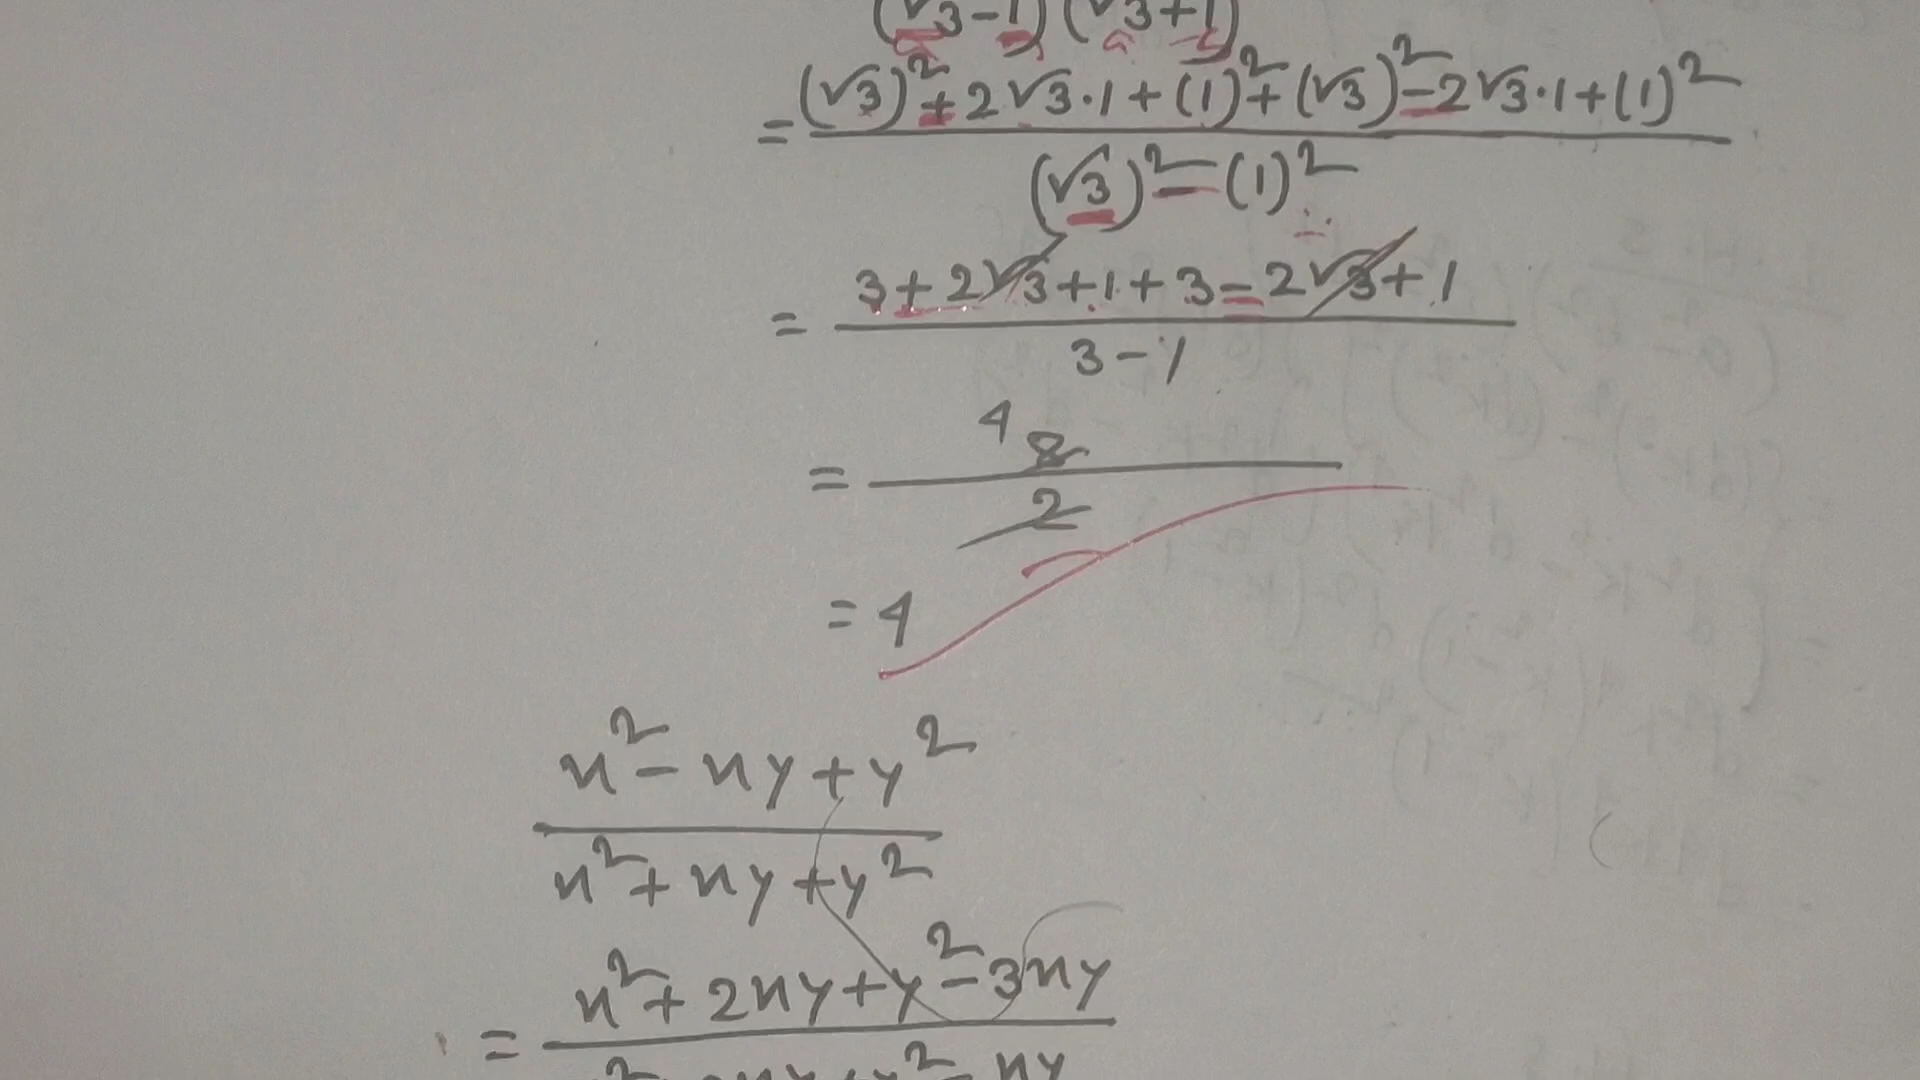 (√3-1)(√3+1)
= ((√3)²+2√3·1+(1)²+(√3)²-2√3·1+(1)²)/((√3)²-(1)²)
= (3+2√3+1+3-2√3+1)/(3-1)
= 4 8/2
= 4
x²-xy+y²
x²+xy+y²
= x²+2xy+y²-3xy